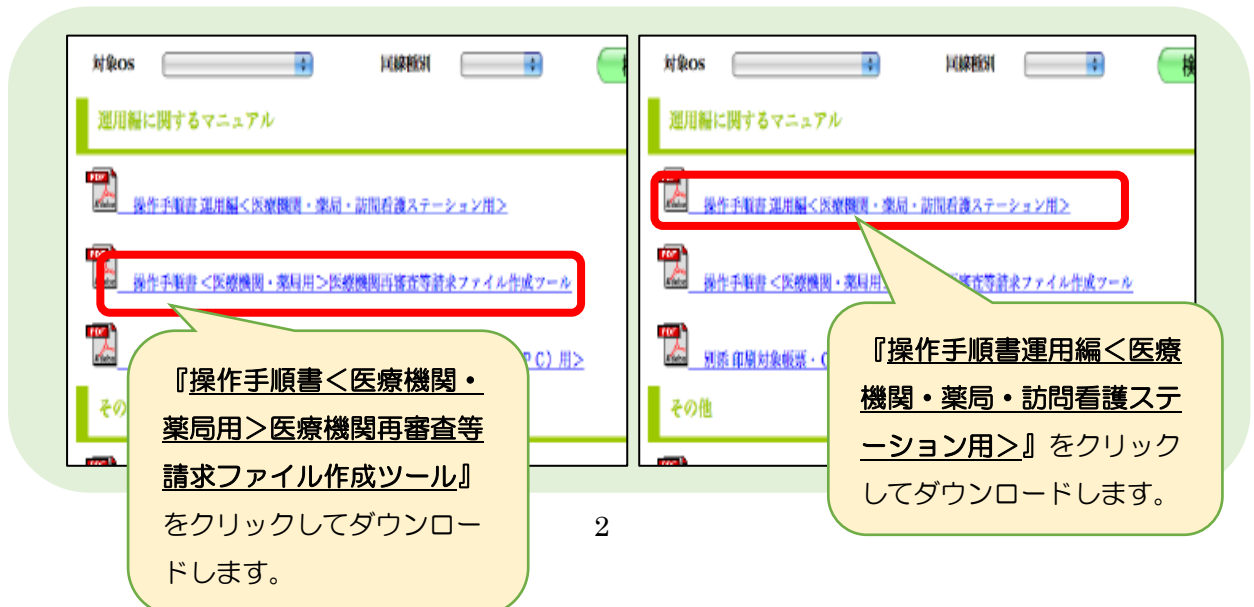 対象OS
回線種別
運用編に関するマニュアル
操作手順書 運用編＜医療機関・薬局・訪問看護ステーション用＞
操作手順書 ＜医療機関・薬局用＞医療機関再審査等請求ファイル作成ツール
ＰＣ）用＞
その
『操作手順書＜医療機関・
薬局用＞医療機関再審査等
請求ファイル作成ツール』
をクリックしてダウンロー
ドします。
対象OS
回線種別
検
運用編に関するマニュアル
操作手順書 運用編＜医療機関・薬局・訪問看護ステーション用＞
操作手順書 ＜医療機関・薬局用
審査等請求ファイル作成ツール
別添 印刷対象帳票・C
その他
『操作手順書運用編＜医療
機関・薬局・訪問看護ステ
ーション用＞』をクリック
してダウンロードします。
2